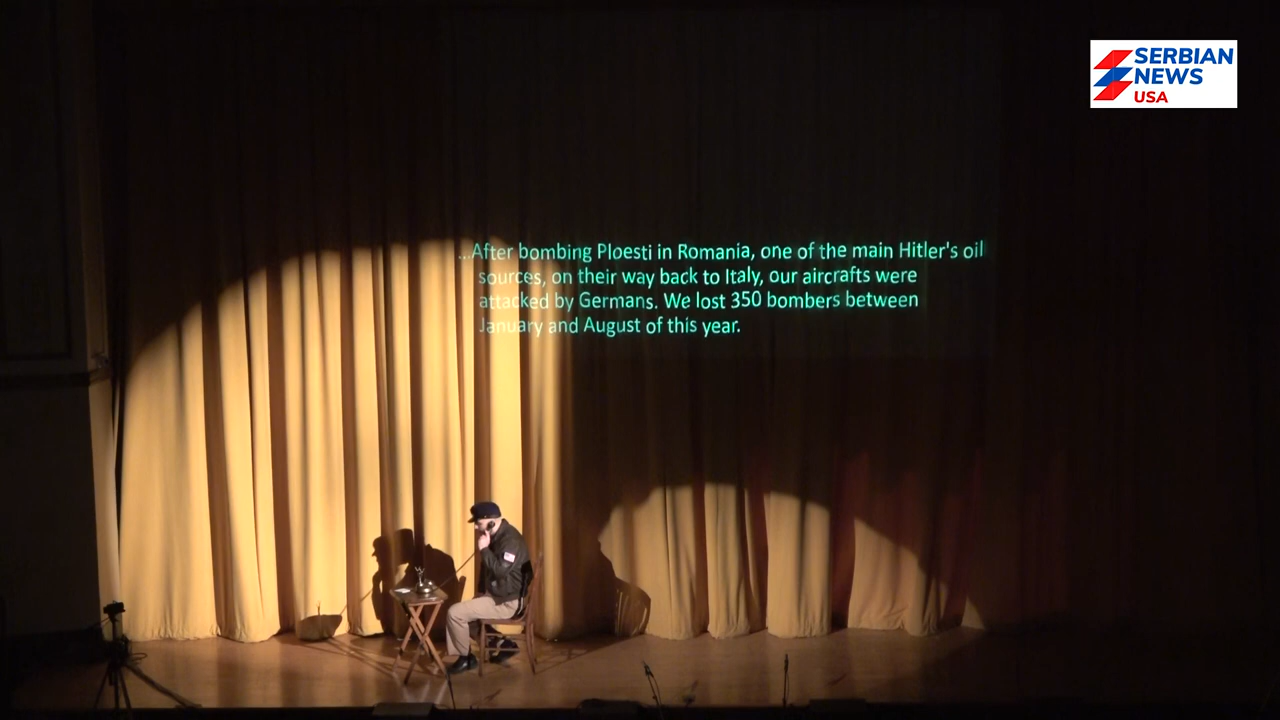 SERBIAN
NEWS
USA
...After bombing Ploesti in Romania, one of the main Hitler's oil
sources, on their way back to Italy, our aircrafts were
attacked by Germans. We lost 350 bombers between
January and August of this year.